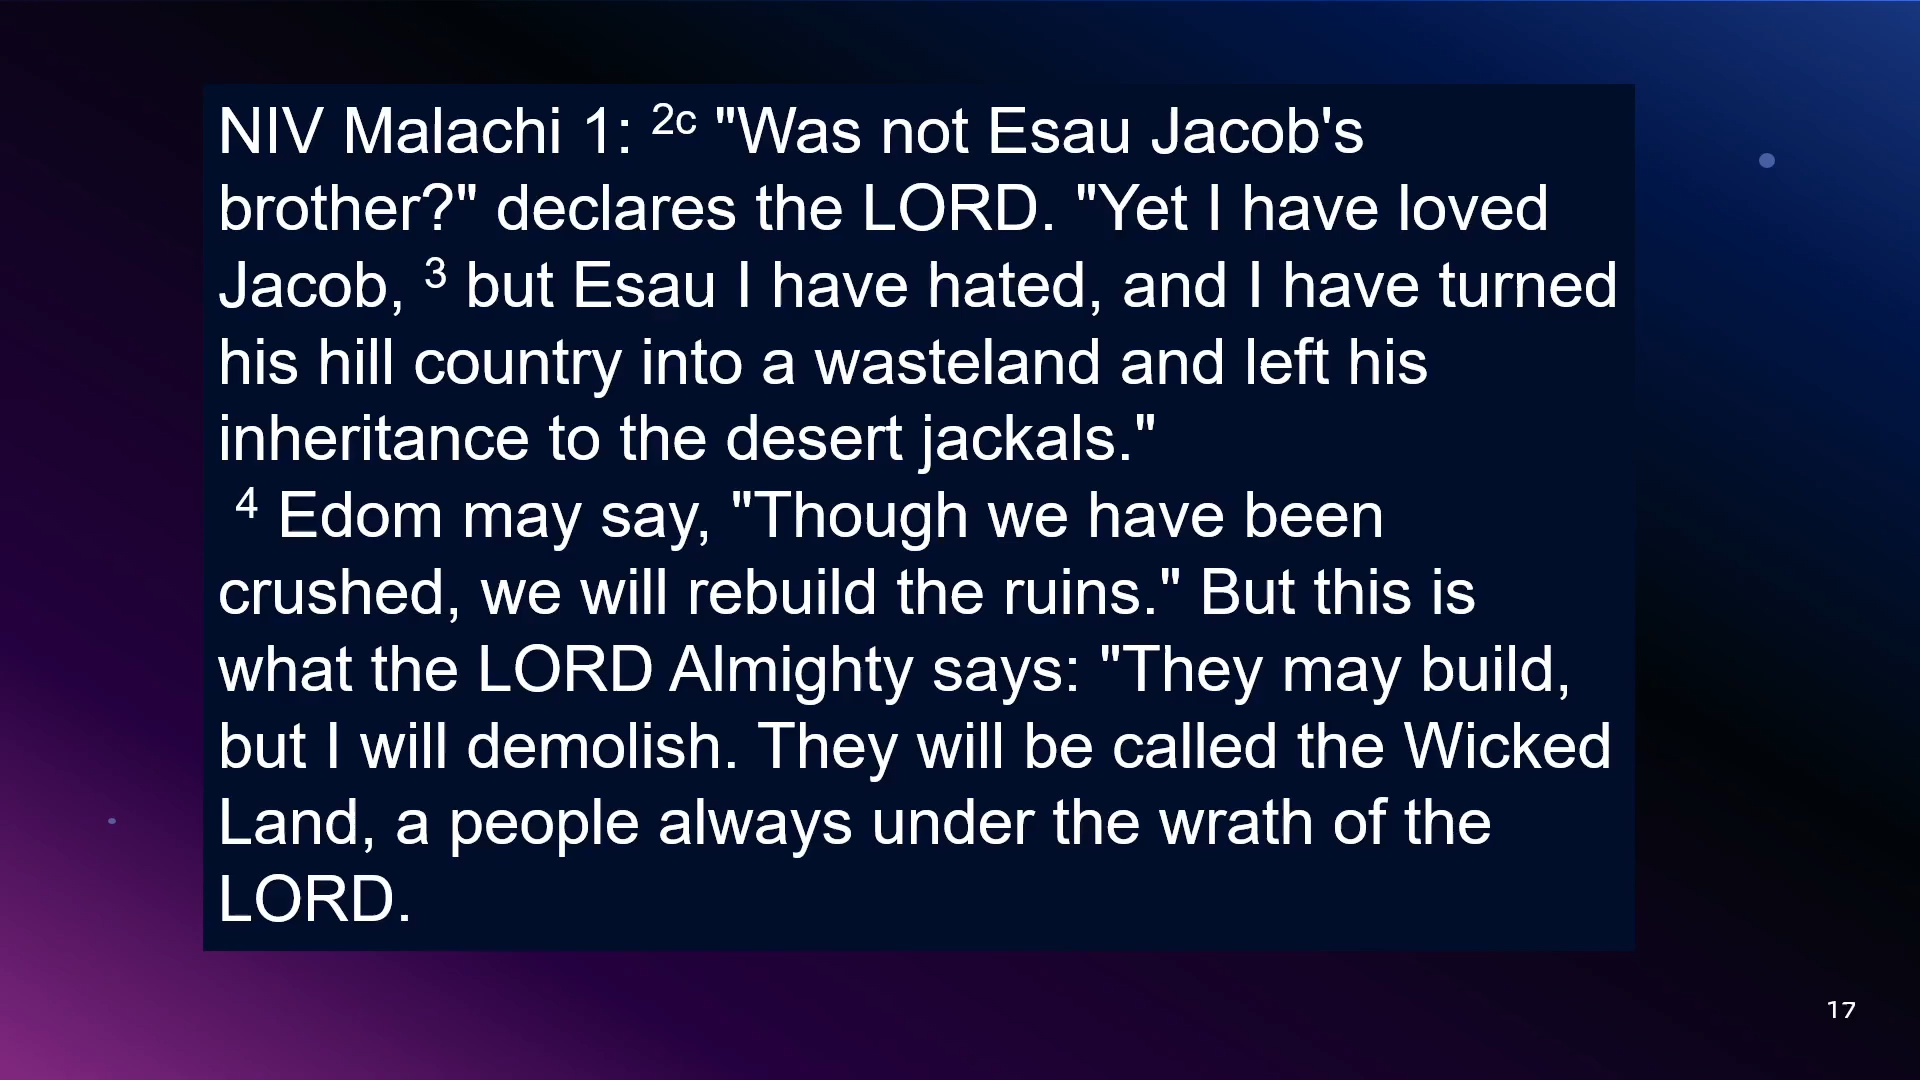 NIV Malachi 1: 2c "Was not Esau Jacob's
brother?" declares the LORD. "Yet I have loved
Jacob, 3 but Esau I have hated, and I have turned
his hill country into a wasteland and left his
inheritance to the desert jackals."
4 Edom may say, "Though we have been
crushed, we will rebuild the ruins." But this is
what the LORD Almighty says: "They may build,
but I will demolish. They will be called the Wicked
Land, a people always under the wrath of the
LORD.
17